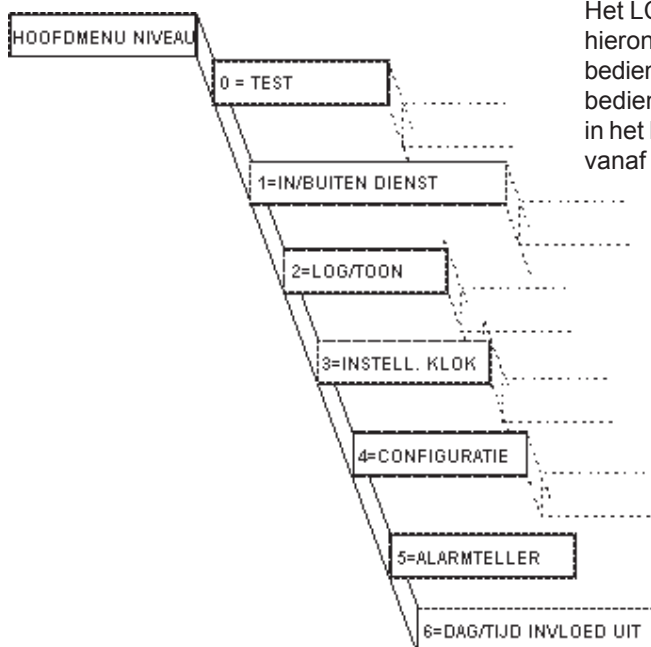 Het
hieron
bedien
bedien
in het
vanaf
HOOFDMENU NIVEAU
0 = TEST
1=IN/BUITEN DIENST
2=LOG/TOON
3=INSTELL. KLOK
4=CONFIGURATIE
5=ALARMTELLER
6=DAG/TIJD INVLOED UIT